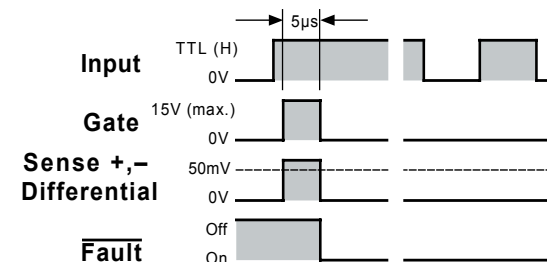 5µs
Input
TTL (H)
0V
Gate
15V (max.)
0V
Sense +,–
Differential
50mV
0V
Fault
Off
On